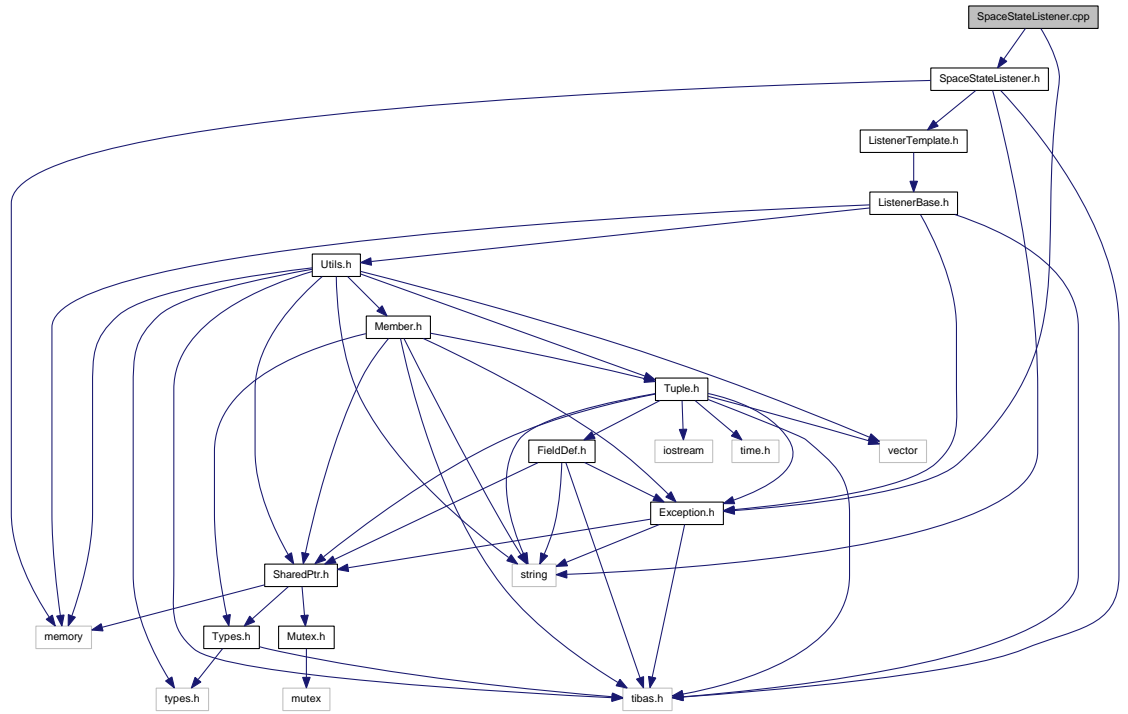 SpaceStateListener.cpp
SpaceStateListener.h
ListenerTemplate.h
ListenerBase.h
Utils.h
Member.h
Tuple.h
FieldDef.h
iostream
time.h
vector
Exception.h
SharedPtr.h
string
memory
Types.h
Mutex.h
types.h
mutex
tibas.h